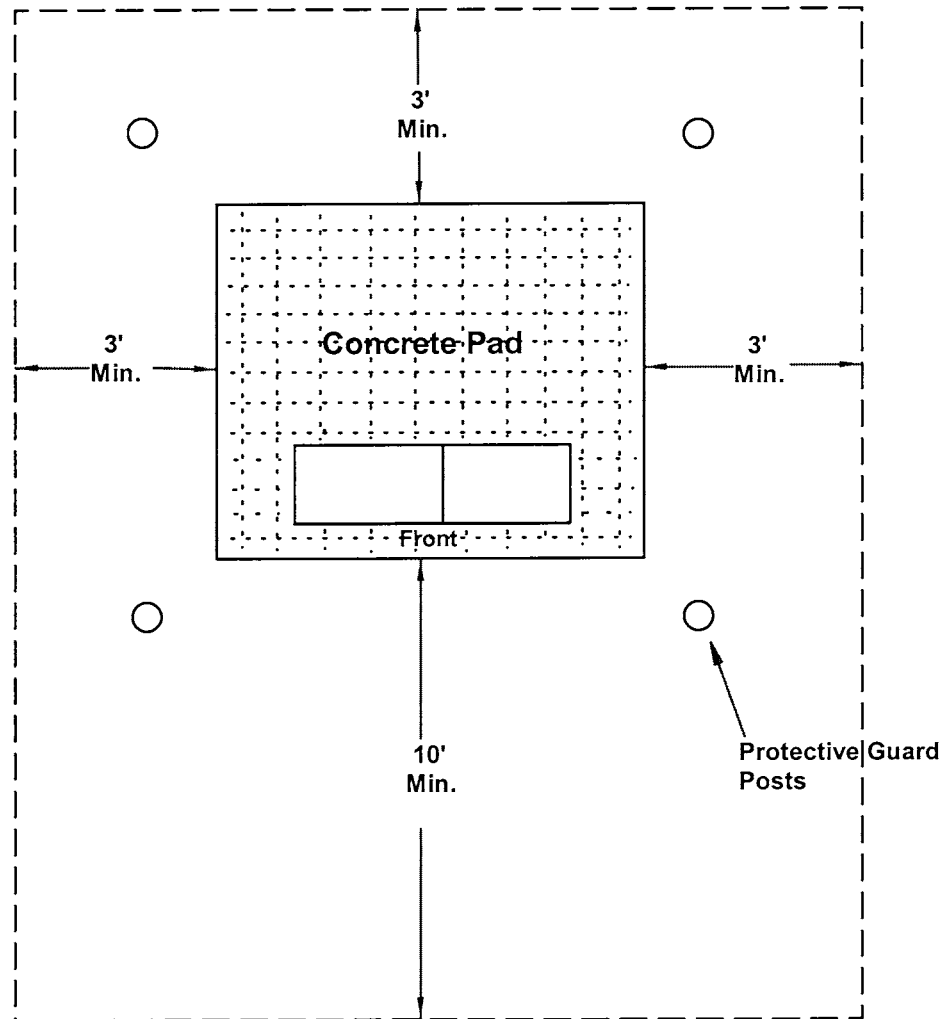 3'
Min.
Concrete Pad
3'
Min.
3'
Min.
Front
10'
Min.
Protective Guard
Posts